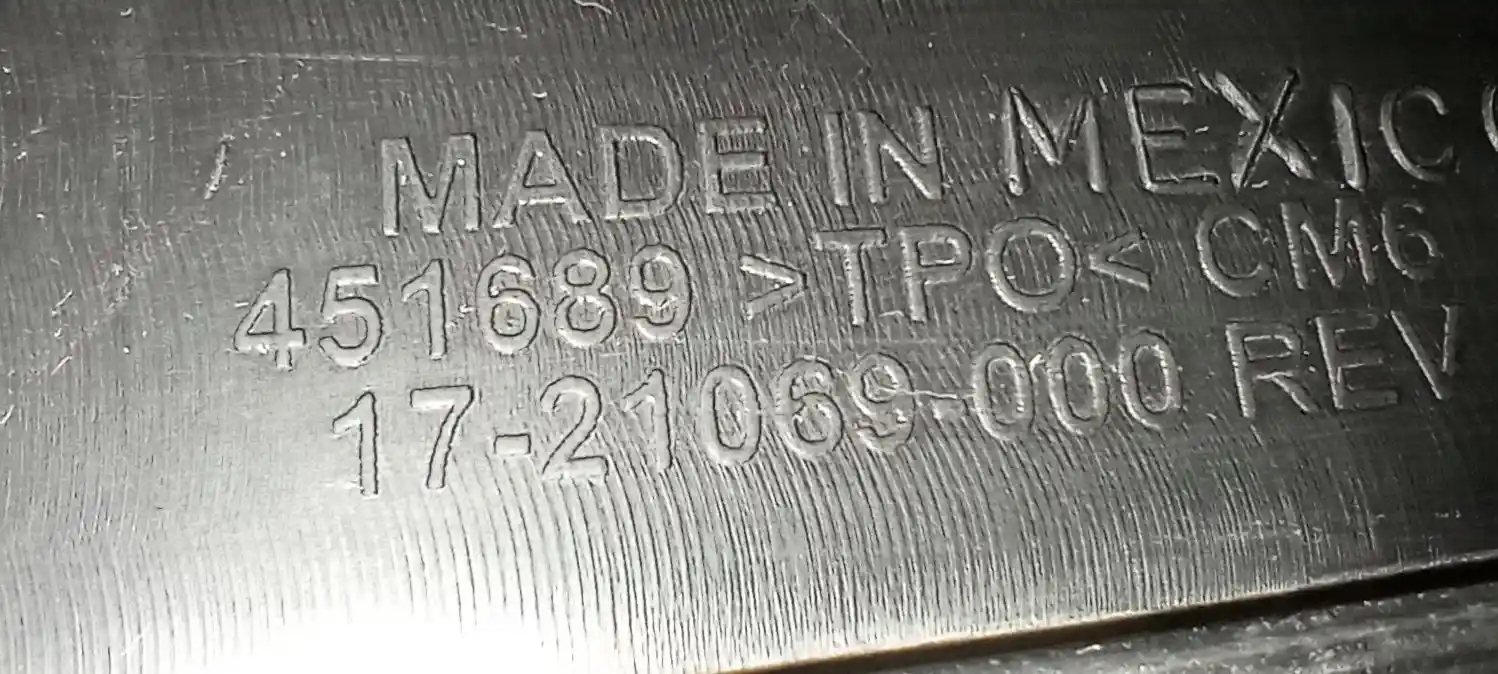 MADE IN MEXICO
451689 >TPO< CM6
17-21069-000 REV